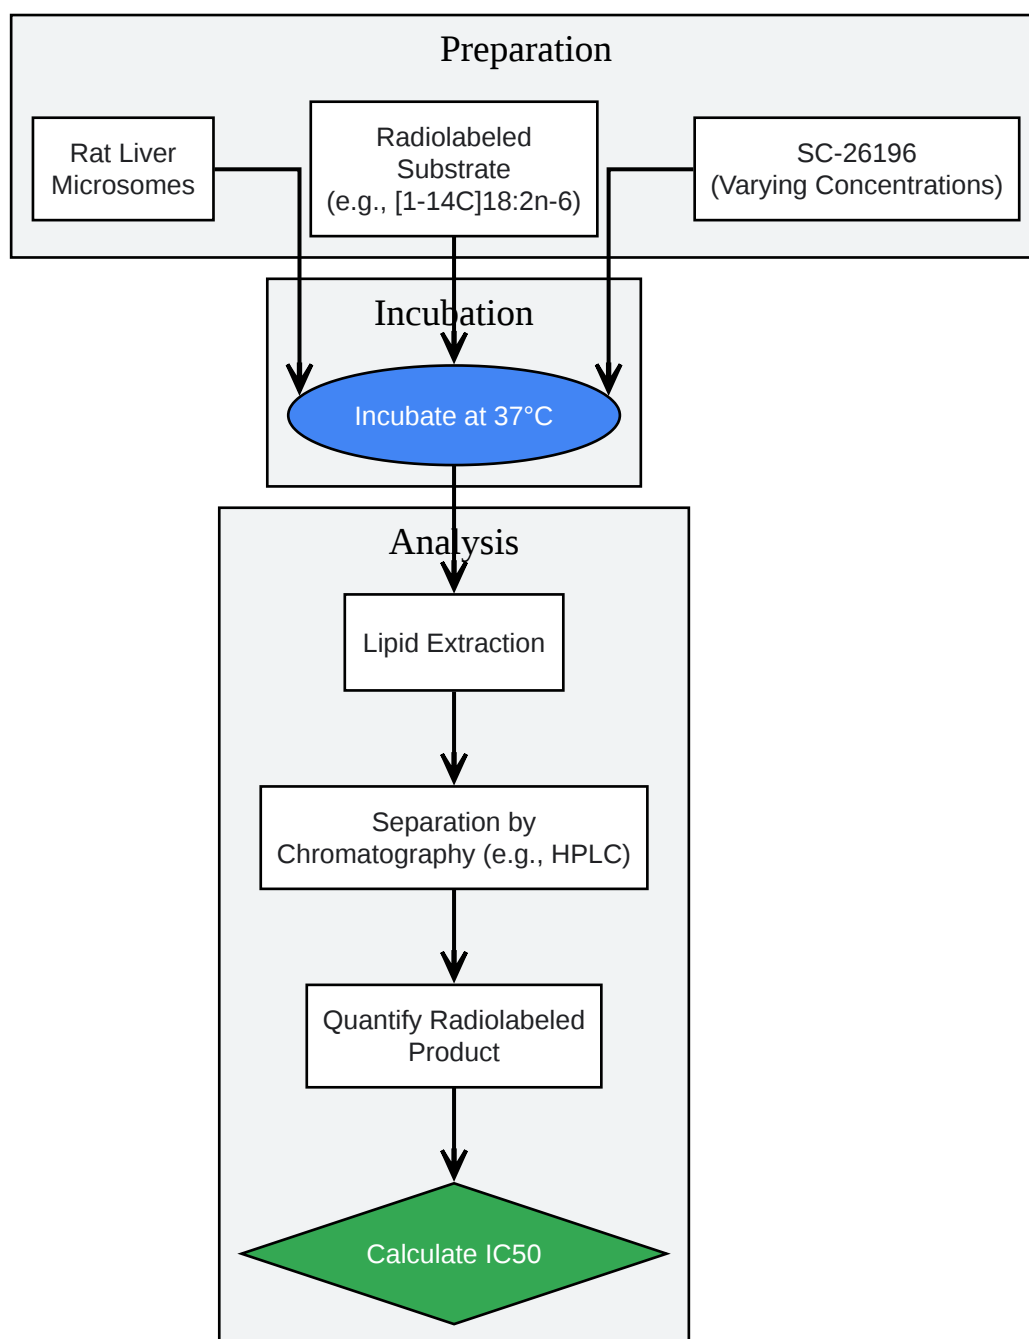 Preparation
Rat Liver
Microsomes
Radiolabeled
Substrate
(e.g., [1-14C]18:2n-6)
SC-26196
(Varying Concentrations)
Incubation
Incubate at 37°C
Analysis
Lipid Extraction
Separation by
Chromatography (e.g., HPLC)
Quantify Radiolabeled
Product
Calculate IC50